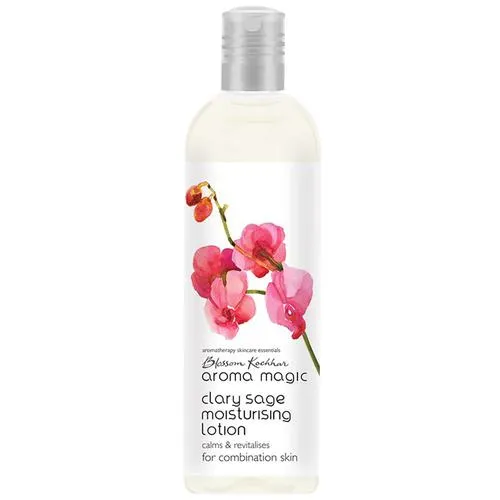 aromatherapy skincare essentials
Blossom Kochhar
aroma magic
clary sage
moisturising
lotion
calms & revitalises
for combination skin